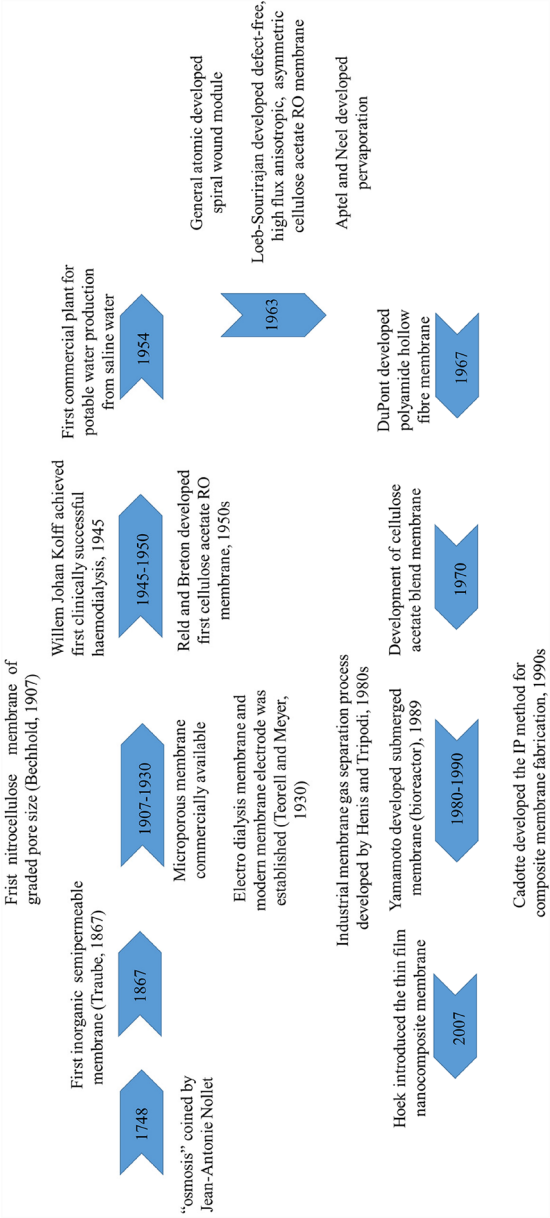 1748
"osmosis" coined by
Jean-Antonie Nollet
First inorganic semipermeable
membrane (Traube, 1867)
1867
Frist nitrocellulose membrane of
graded pore size (Bechhold, 1907)
1907-1930
Microporous membrane
commercially available
Electro dialysis membrane and
modern membrane electrode was
established (Teorell and Meyer,
1930)
Willem Johan Kolff achieved
first clinically successful
haemodialysis, 1945
1945-1950
Reld and Breton developed
first cellulose acetate RO
membrane, 1950s
First commercial plant for
potable water production
from saline water
1954
General atomic developed
spiral wound module
1963
Loeb-Sourirajan developed defect-free,
high flux anisotropic, asymmetric
cellulose acetate RO membrane
Aptel and Neel developed
pervaporation
DuPont developed
polyamide hollow
fibre membrane
1967
Development of cellulose
acetate blend membrane
1970
Industrial membrane gas separation process
developed by Henis and Tripodi, 1980s
Yamamoto developed submerged
membrane (bioreactor), 1989
1980-1990
Cadotte developed the IP method for
composite membrane fabrication, 1990s
Hoek introduced the thin film
nanocomposite membrane
2007